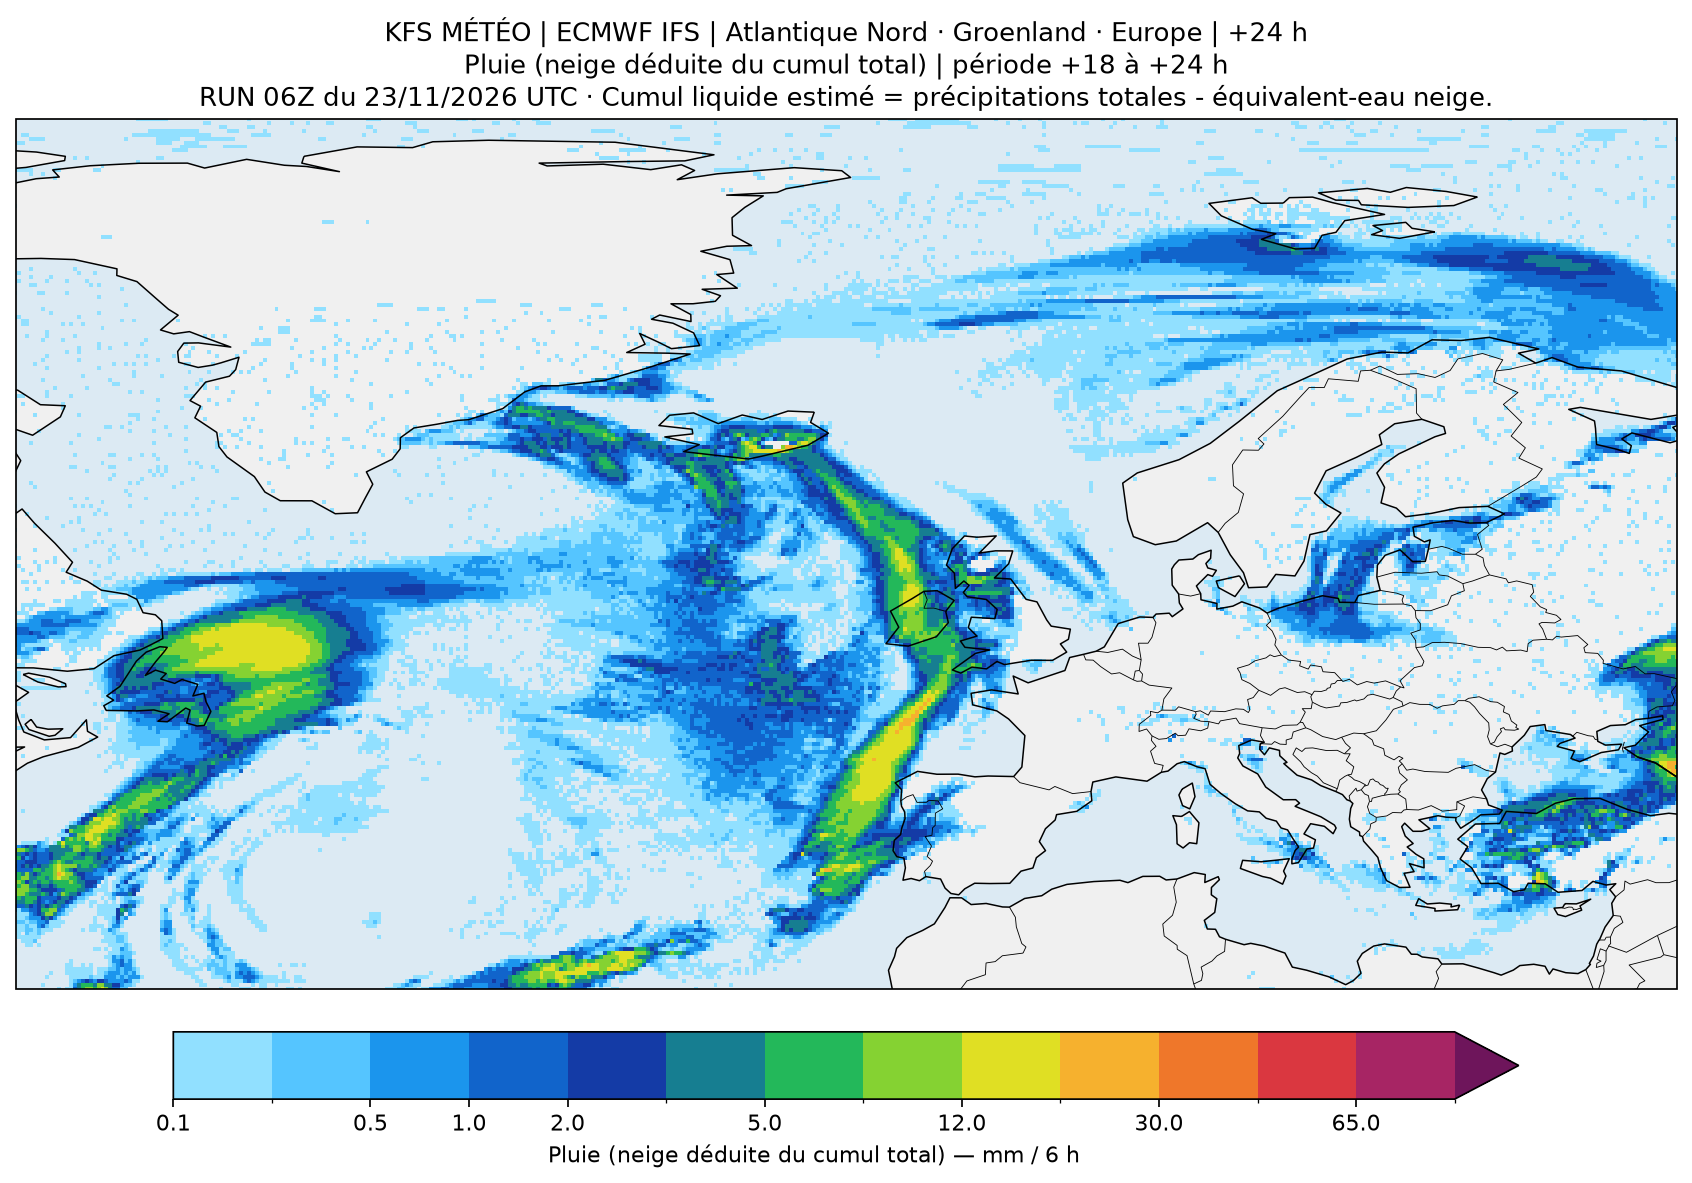 KFS MÉTÉO | ECMWF IFS | Atlantique Nord · Groenland · Europe | +24 h
Pluie (neige déduite du cumul total) | période +18 à +24 h
RUN 06Z du 23/11/2026 UTC · Cumul liquide estimé = précipitations totales - équivalent-eau neige.
0.1 0.5 1.0 2.0 5.0 12.0 30.0 65.0
Pluie (neige déduite du cumul total) — mm / 6 h